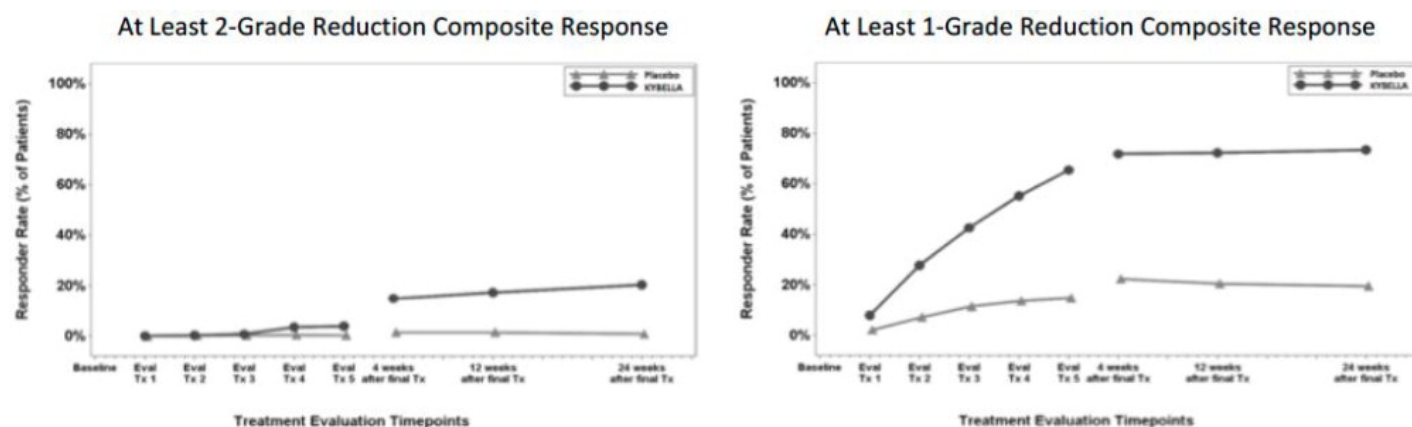 At Least 2-Grade Reduction Composite Response
Placebo
KYBELLA
Responder Rate (% of Patients)
100%
80%
60%
40%
20%
0%
Baseline Eval Tx 1 Eval Tx 2 Eval Tx 3 Eval Tx 4 Eval Tx 5 4 weeks after final Tx 12 weeks after final Tx 24 weeks after final Tx
Treatment Evaluation Timepoints
At Least 1-Grade Reduction Composite Response
Placebo
KYBELLA
Responder Rate (% of Patients)
100%
80%
60%
40%
20%
0%
Baseline Eval Tx 1 Eval Tx 2 Eval Tx 3 Eval Tx 4 Eval Tx 5 4 weeks after final Tx 12 weeks after final Tx 24 weeks after final Tx
Treatment Evaluation Timepoints